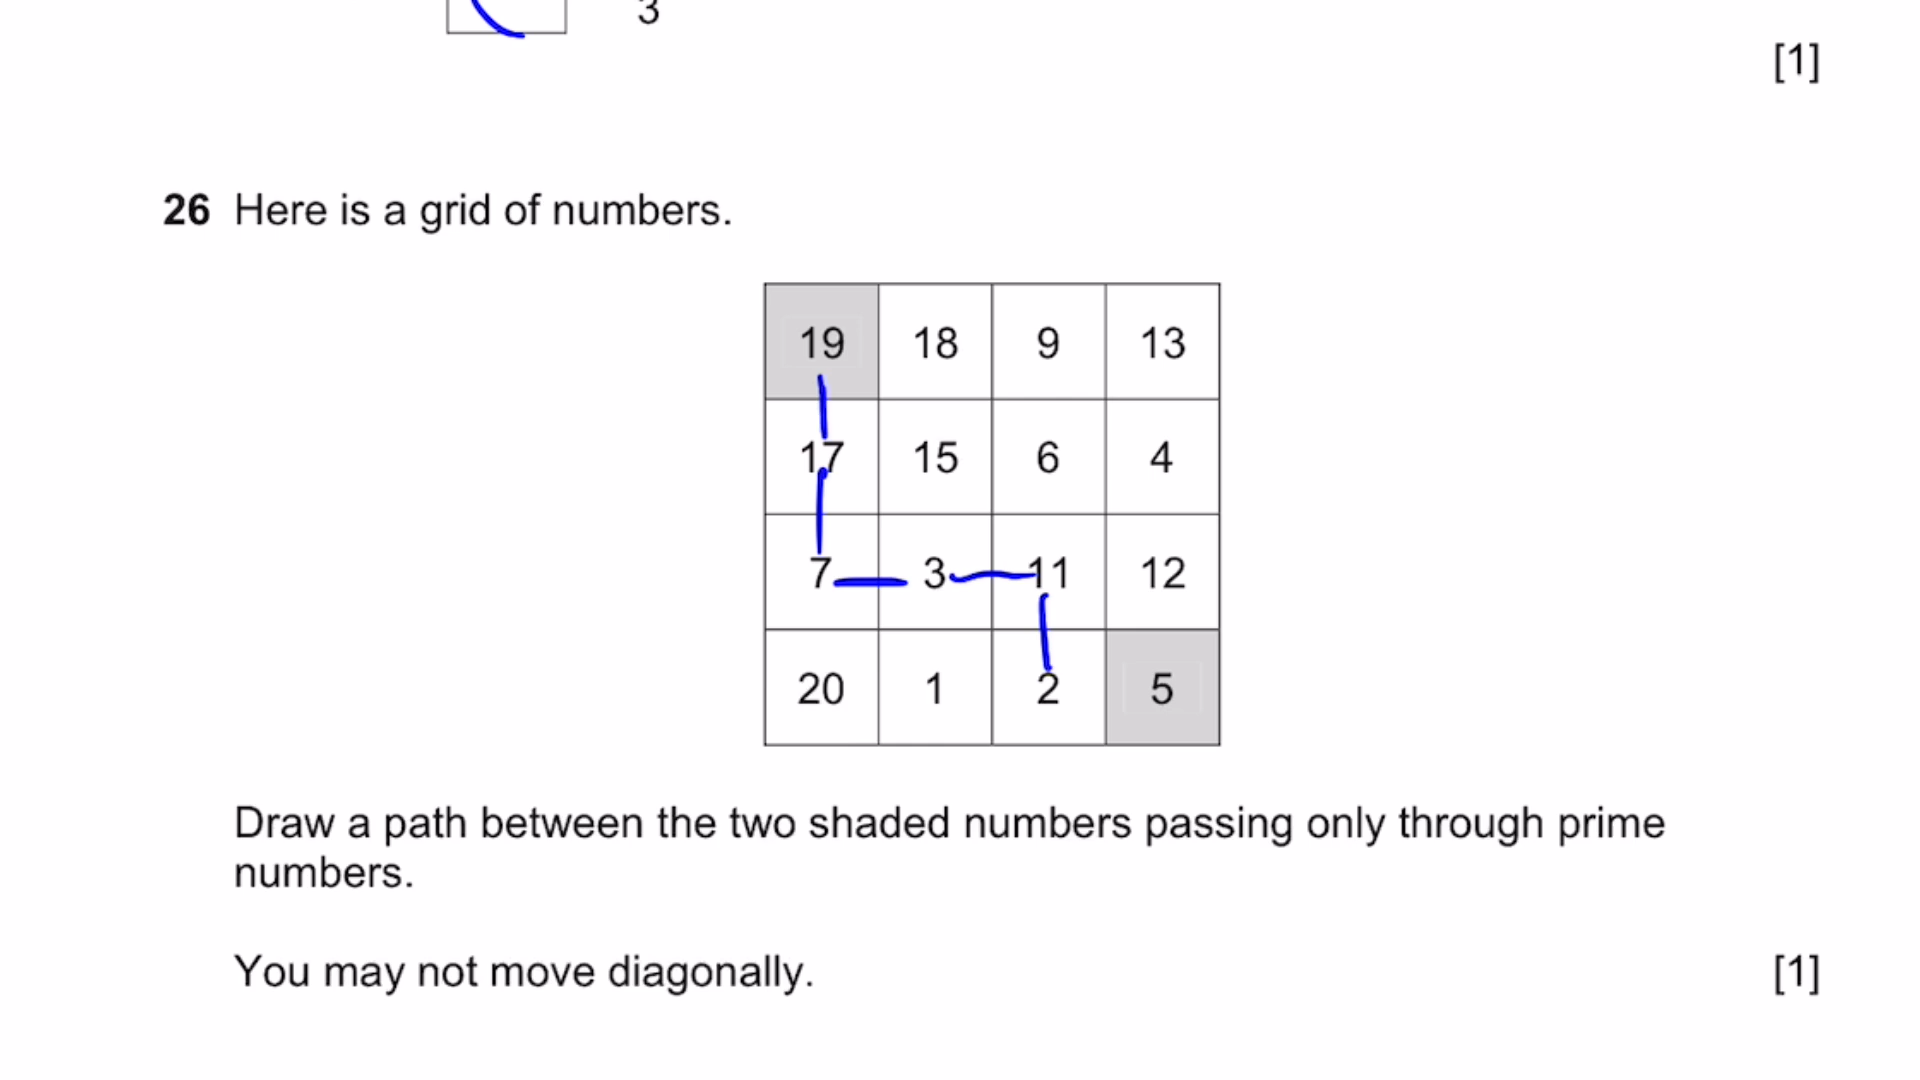 3
[1]
26 Here is a grid of numbers.
19 18 9 13
17 15 6 4
7 3 11 12
20 1 2 5
Draw a path between the two shaded numbers passing only through prime
numbers.
You may not move diagonally.
[1]